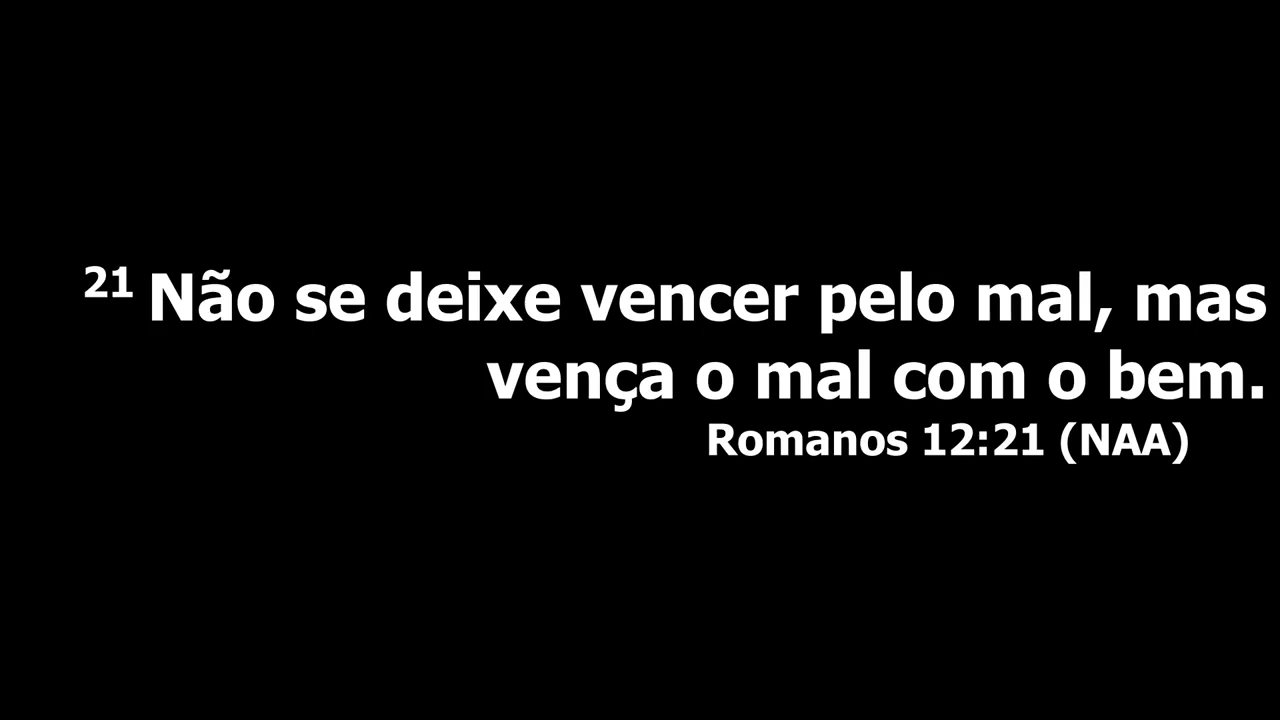 21 Não se deixe vencer pelo mal, mas
vença o mal com o bem.
Romanos 12:21 (NAA)